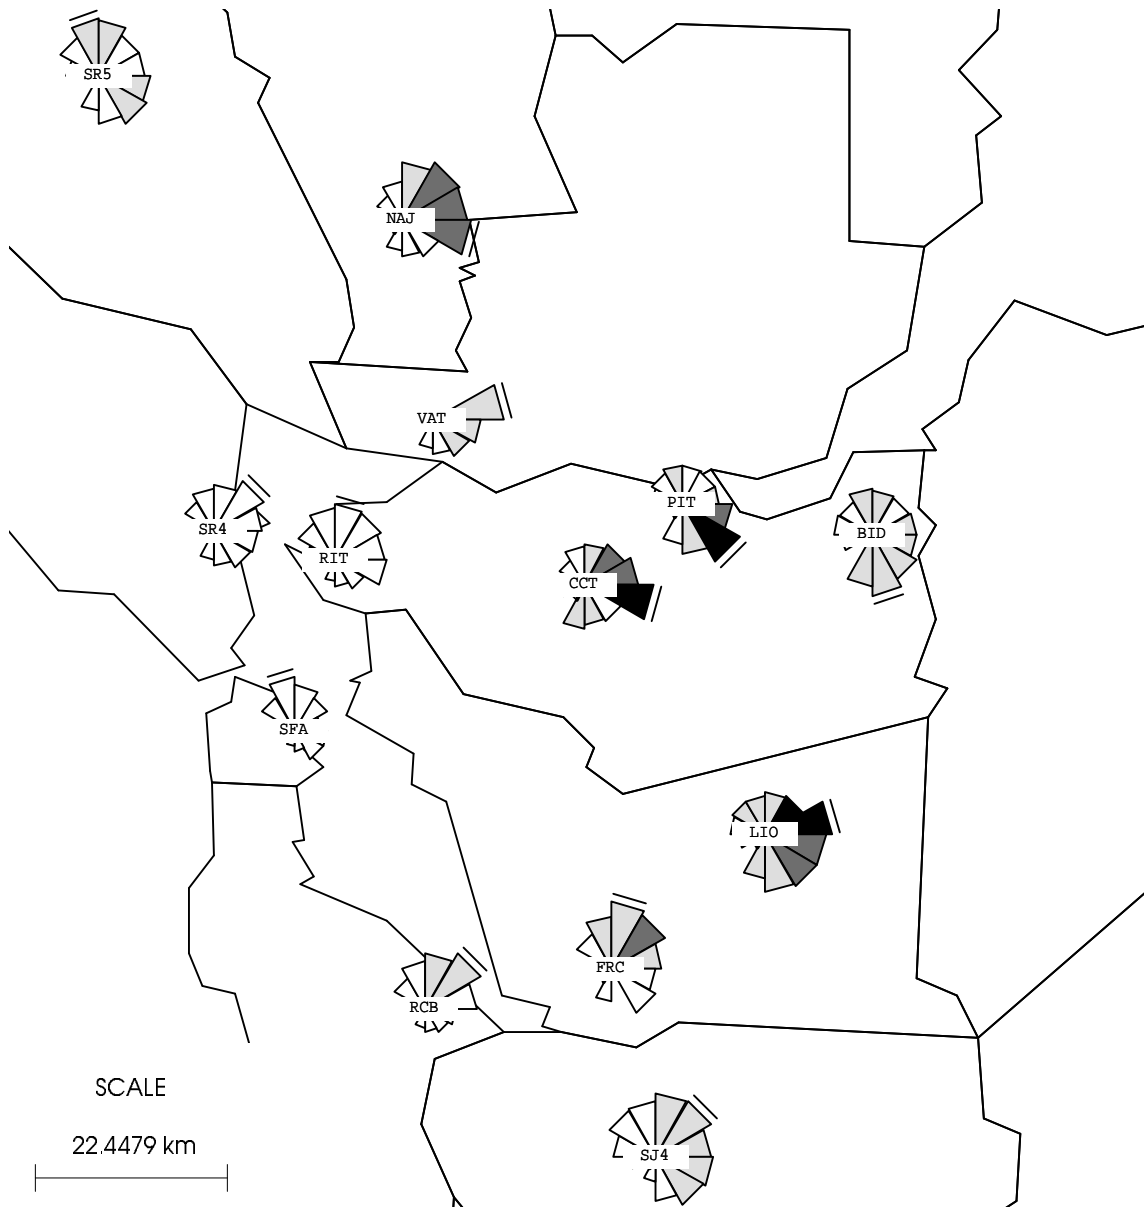 SR5
NAJ
VAT
PIT
SR4
BID
RIT
CCT
SFA
LIO
FRC
RCB
SCALE
22.4479 km
SJ4